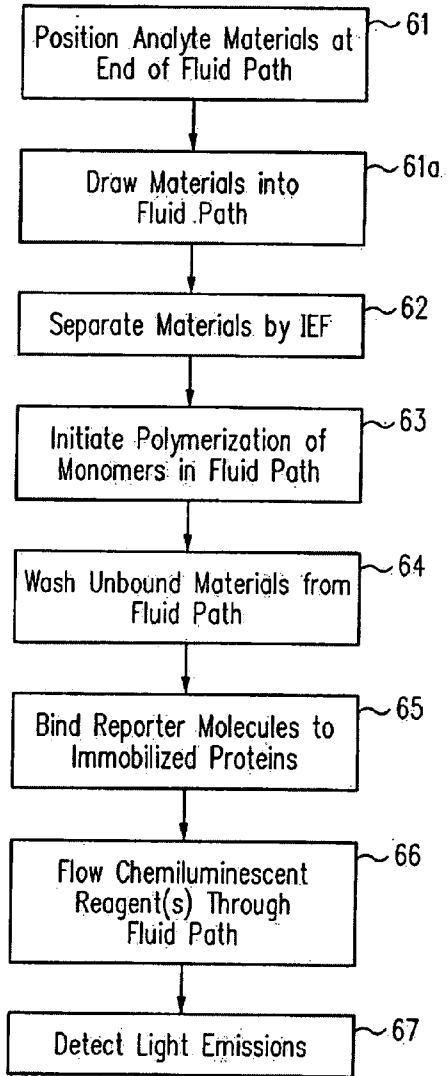 61
Position Analyte Materials at
End of Fluid Path
61a
Draw Materials into
Fluid Path
62
Separate Materials by IEF
63
Initiate Polymerization of
Monomers in Fluid Path
64
Wash Unbound Materials from
Fluid Path
65
Bind Reporter Molecules to
Immobilized Proteins
66
Flow Chemiluminescent
Reagent(s) Through
Fluid Path
67
Detect Light Emissions